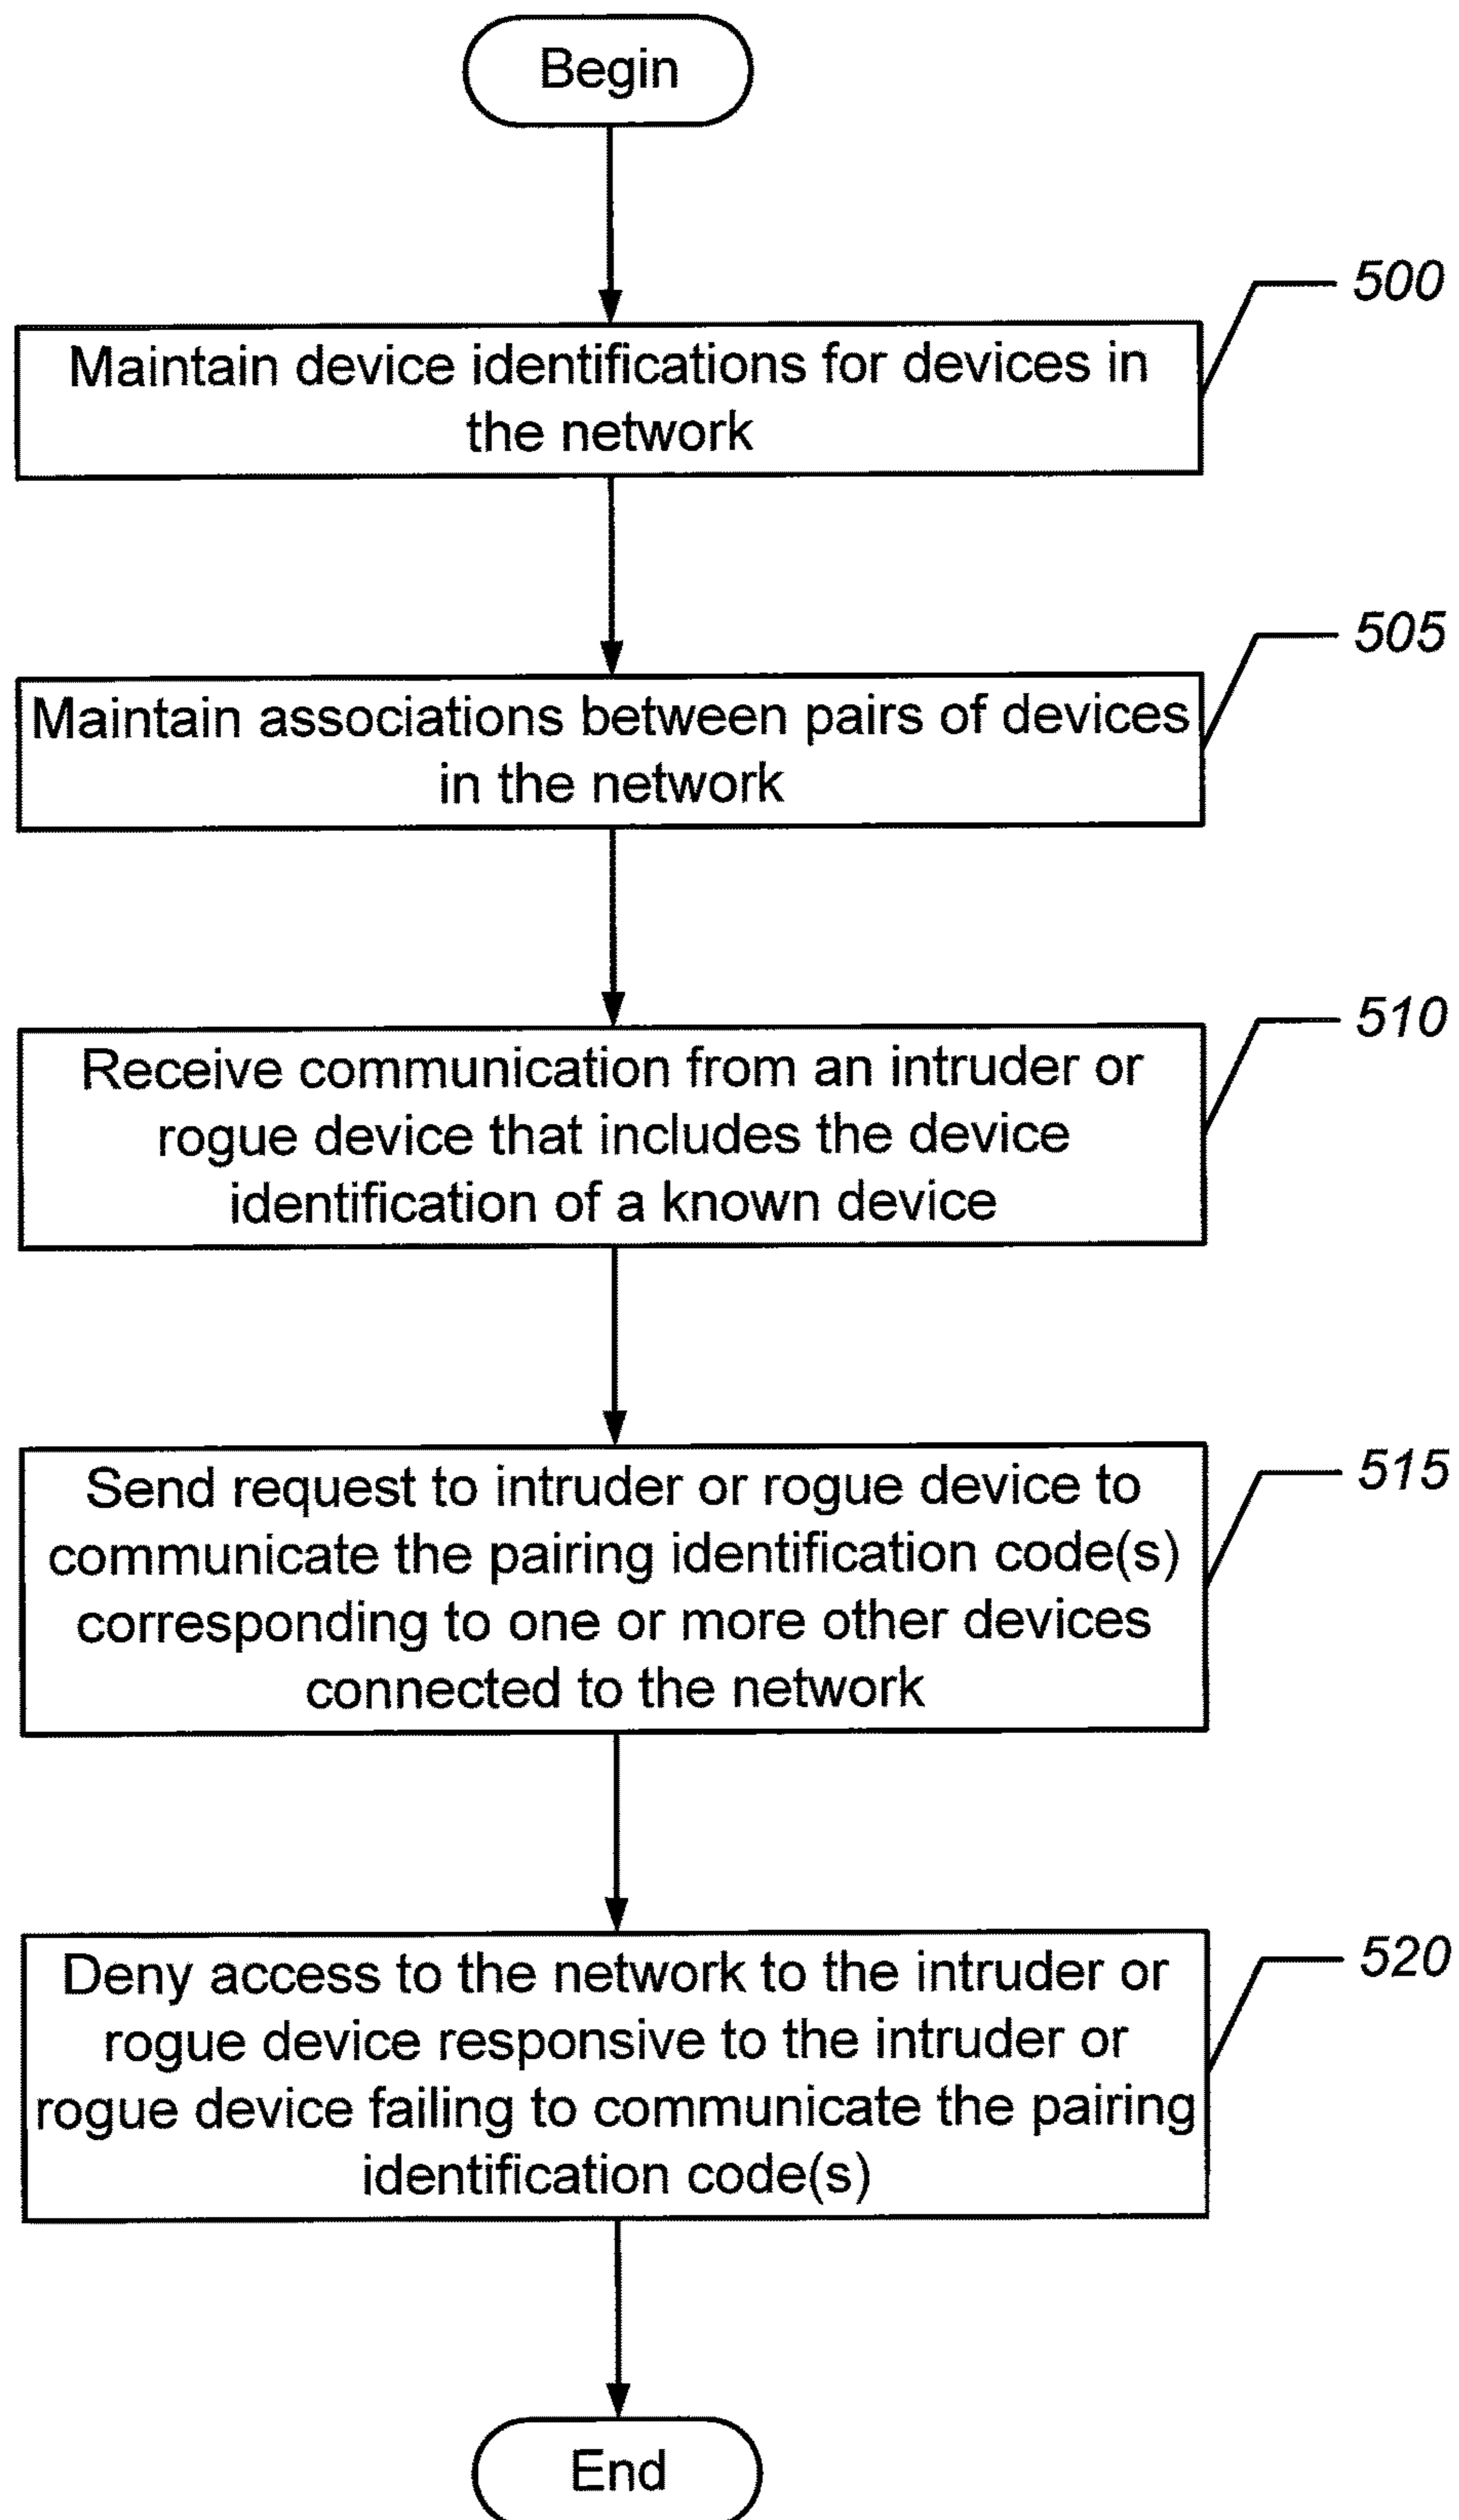 Begin
500
Maintain device identifications for devices in
the network
505
Maintain associations between pairs of devices
in the network
510
Receive communication from an intruder or
rogue device that includes the device
identification of a known device
515
Send request to intruder or rogue device to
communicate the pairing identification code(s)
corresponding to one or more other devices
connected to the network
520
Deny access to the network to the intruder or
rogue device responsive to the intruder or
rogue device failing to communicate the pairing
identification code(s)
End